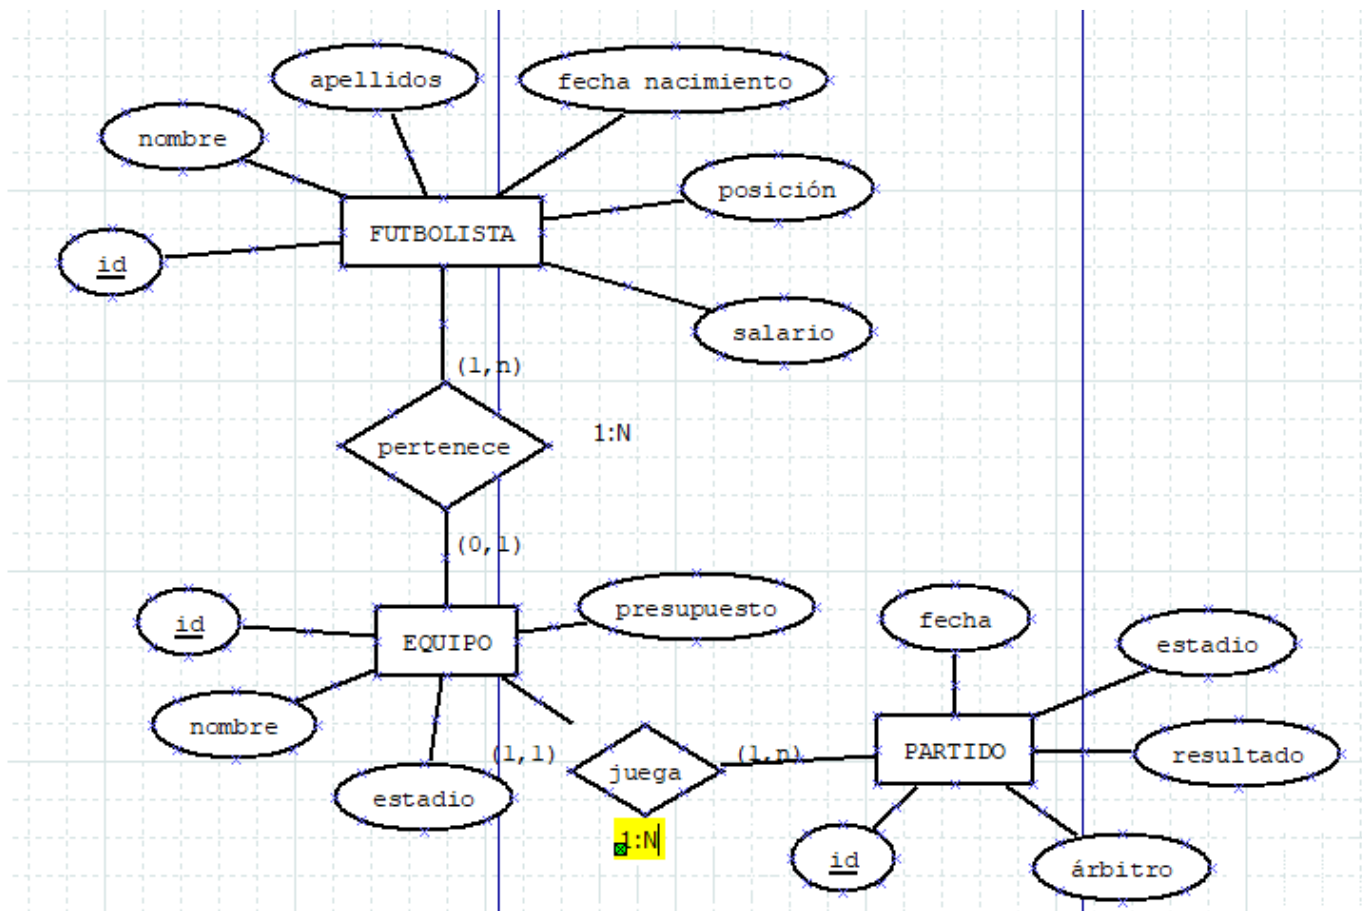 apellidos
fecha nacimiento
nombre
posición
FUTBOLISTA
id
salario
(1,n)
1:N
pertenece
(0,1)
presupuesto
id
fecha
EQUIPO
estadio
nombre
(1,1)
(1,n)
PARTIDO
resultado
juega
estadio
1:N
id
árbitro